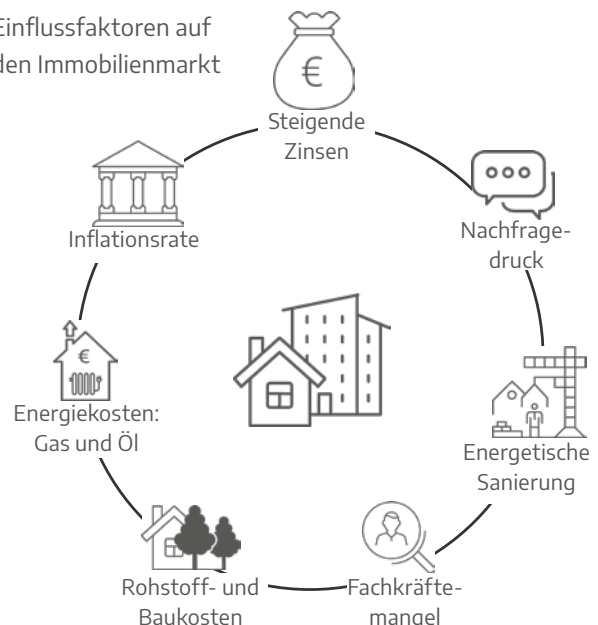 Einflussfaktoren auf
den Immobilienmarkt
€
Steigende
Zinsen
Nachfrage-
druck
Energetische
Sanierung
Fachkräfte-
mangel
Rohstoff- und
Baukosten
€
Energiekosten:
Gas und Öl
Inflationsrate